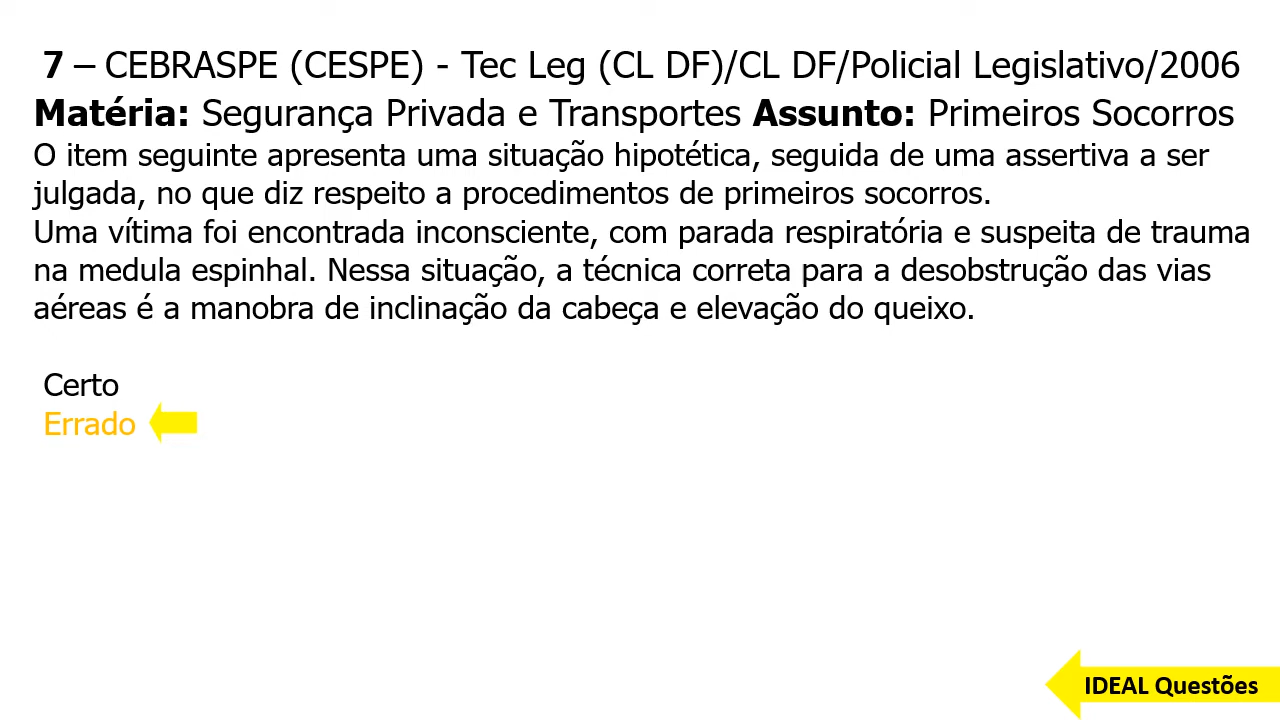 7 – CEBRASPE (CESPE) - Tec Leg (CL DF)/CL DF/Policial Legislativo/2006
Matéria: Segurança Privada e Transportes Assunto: Primeiros Socorros
O item seguinte apresenta uma situação hipotética, seguida de uma assertiva a ser
julgada, no que diz respeito a procedimentos de primeiros socorros.
Uma vítima foi encontrada inconsciente, com parada respiratória e suspeita de trauma
na medula espinhal. Nessa situação, a técnica correta para a desobstrução das vias
aéreas é a manobra de inclinação da cabeça e elevação do queixo.
Certo
Errado
IDEAL Questões